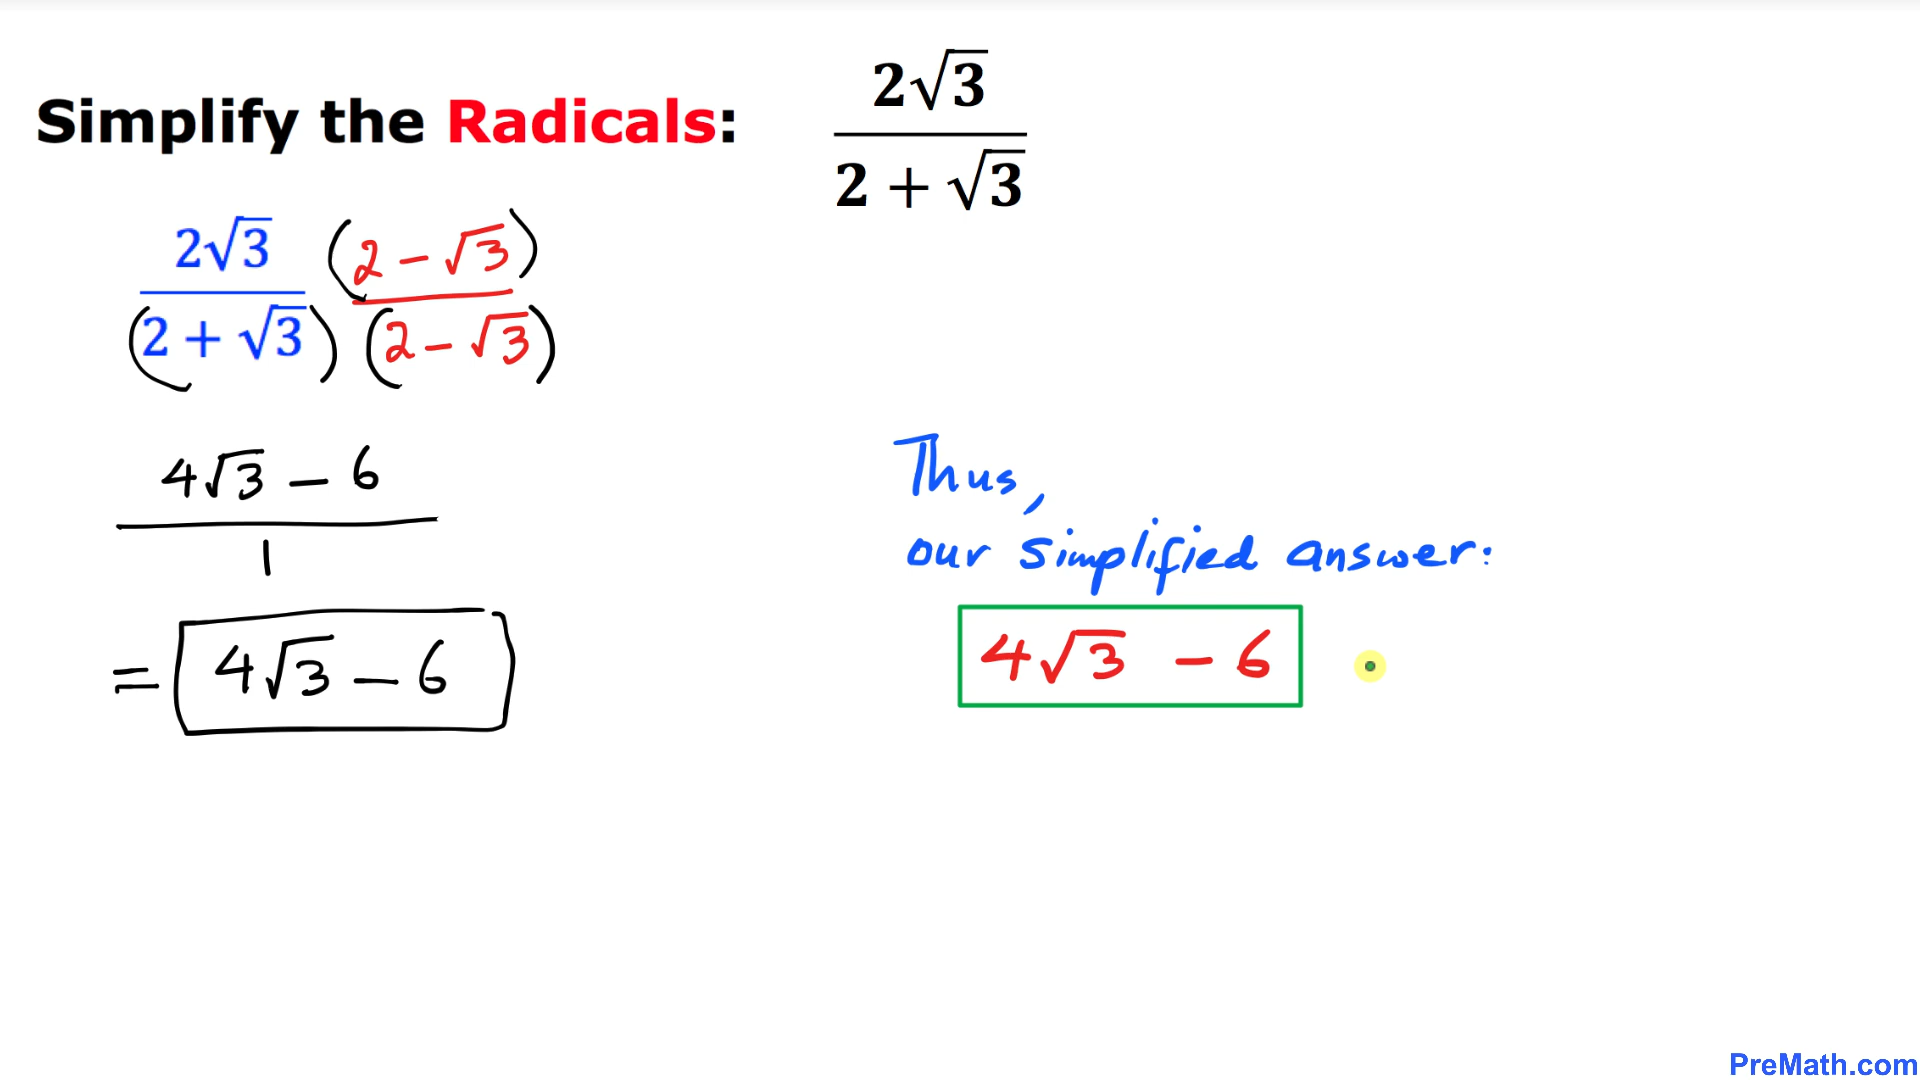 Simplify the Radicals:
2√3
2 + √3
2√3 (2 - √3)
(2 + √3) (2 - √3)
4√3 - 6
1
= 4√3 - 6
Thus,
our simplified answer:
4√3 - 6
PreMath.com